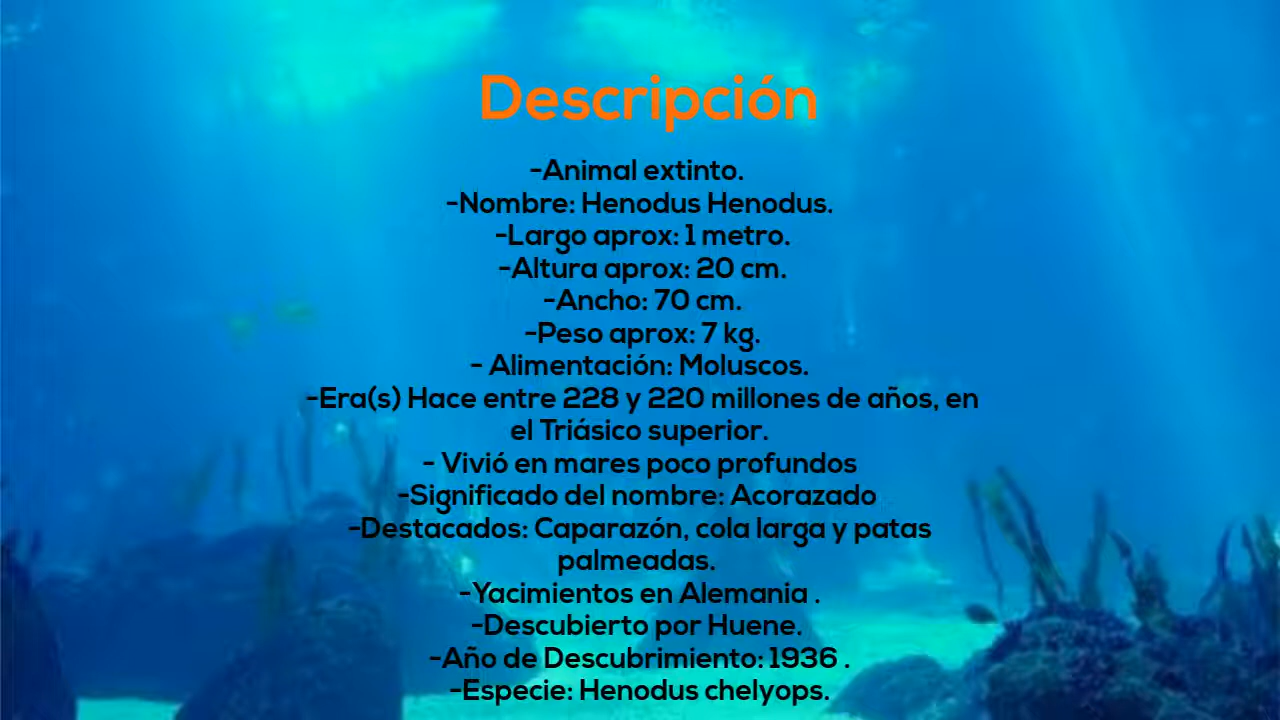 Descripción
-Animal extinto.
-Nombre: Henodus Henodus.
-Largo aprox: 1 metro.
-Altura aprox: 20 cm.
-Ancho: 70 cm.
-Peso aprox: 7 kg.
- Alimentación: Moluscos.
-Era(s) Hace entre 228 y 220 millones de años, en
el Triásico superior.
- Vivió en mares poco profundos
-Significado del nombre: Acorazado
-Destacados: Caparazón, cola larga y patas
palmeadas.
-Yacimientos en Alemania .
-Descubierto por Huene.
-Año de Descubrimiento: 1936 .
-Especie: Henodus chelyops.